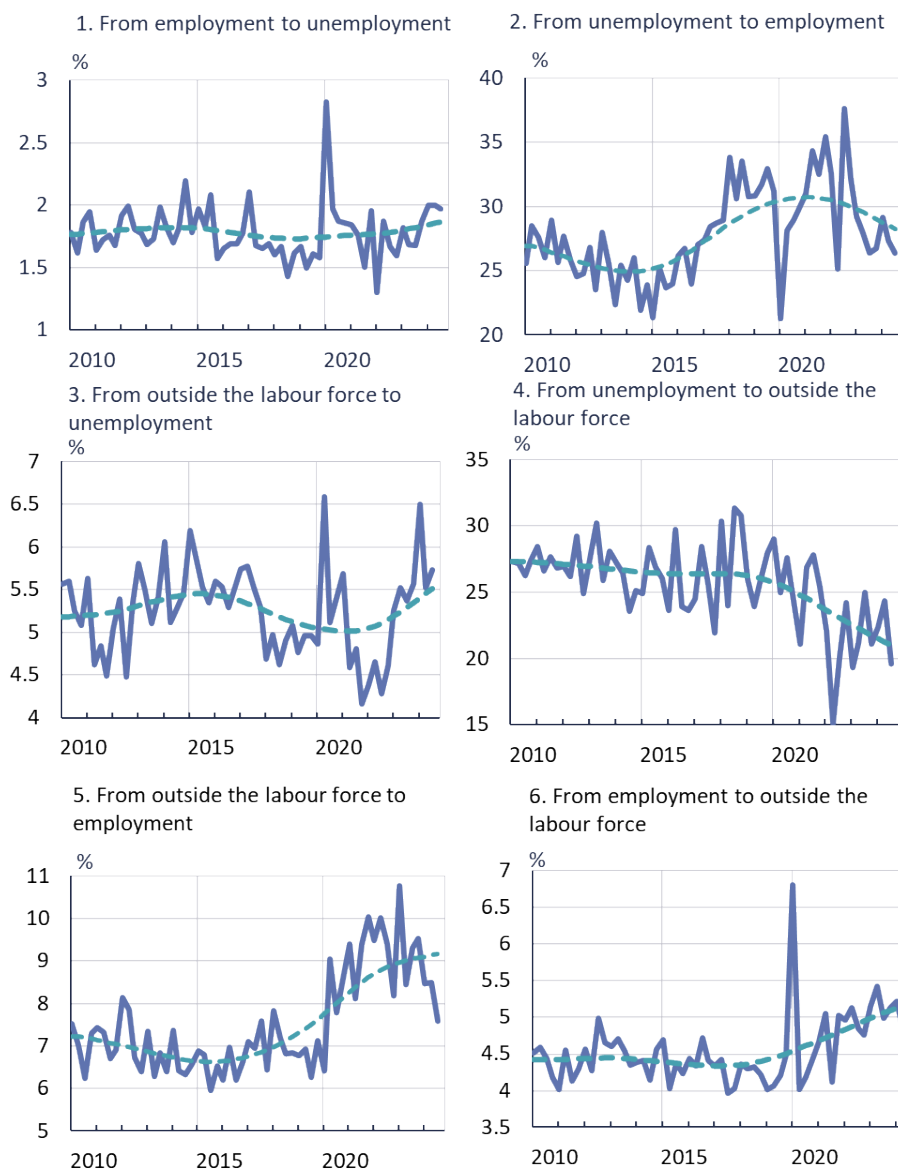 1. From employment to unemployment
%
3
2.5
2
1.5
1
2010 2015 2020
2. From unemployment to employment
%
40
35
30
25
20
2010 2015 2020
3. From outside the labour force to
unemployment
%
7
6.5
6
5.5
5
4.5
4
2010 2015 2020
4. From unemployment to outside the
labour force
%
35
30
25
20
15
2010 2015 2020
5. From outside the labour force to
employment
%
11
10
9
8
7
6
5
2010 2015 2020
6. From employment to outside the
labour force
%
7
6.5
6
5.5
5
4.5
4
3.5
2010 2015 2020